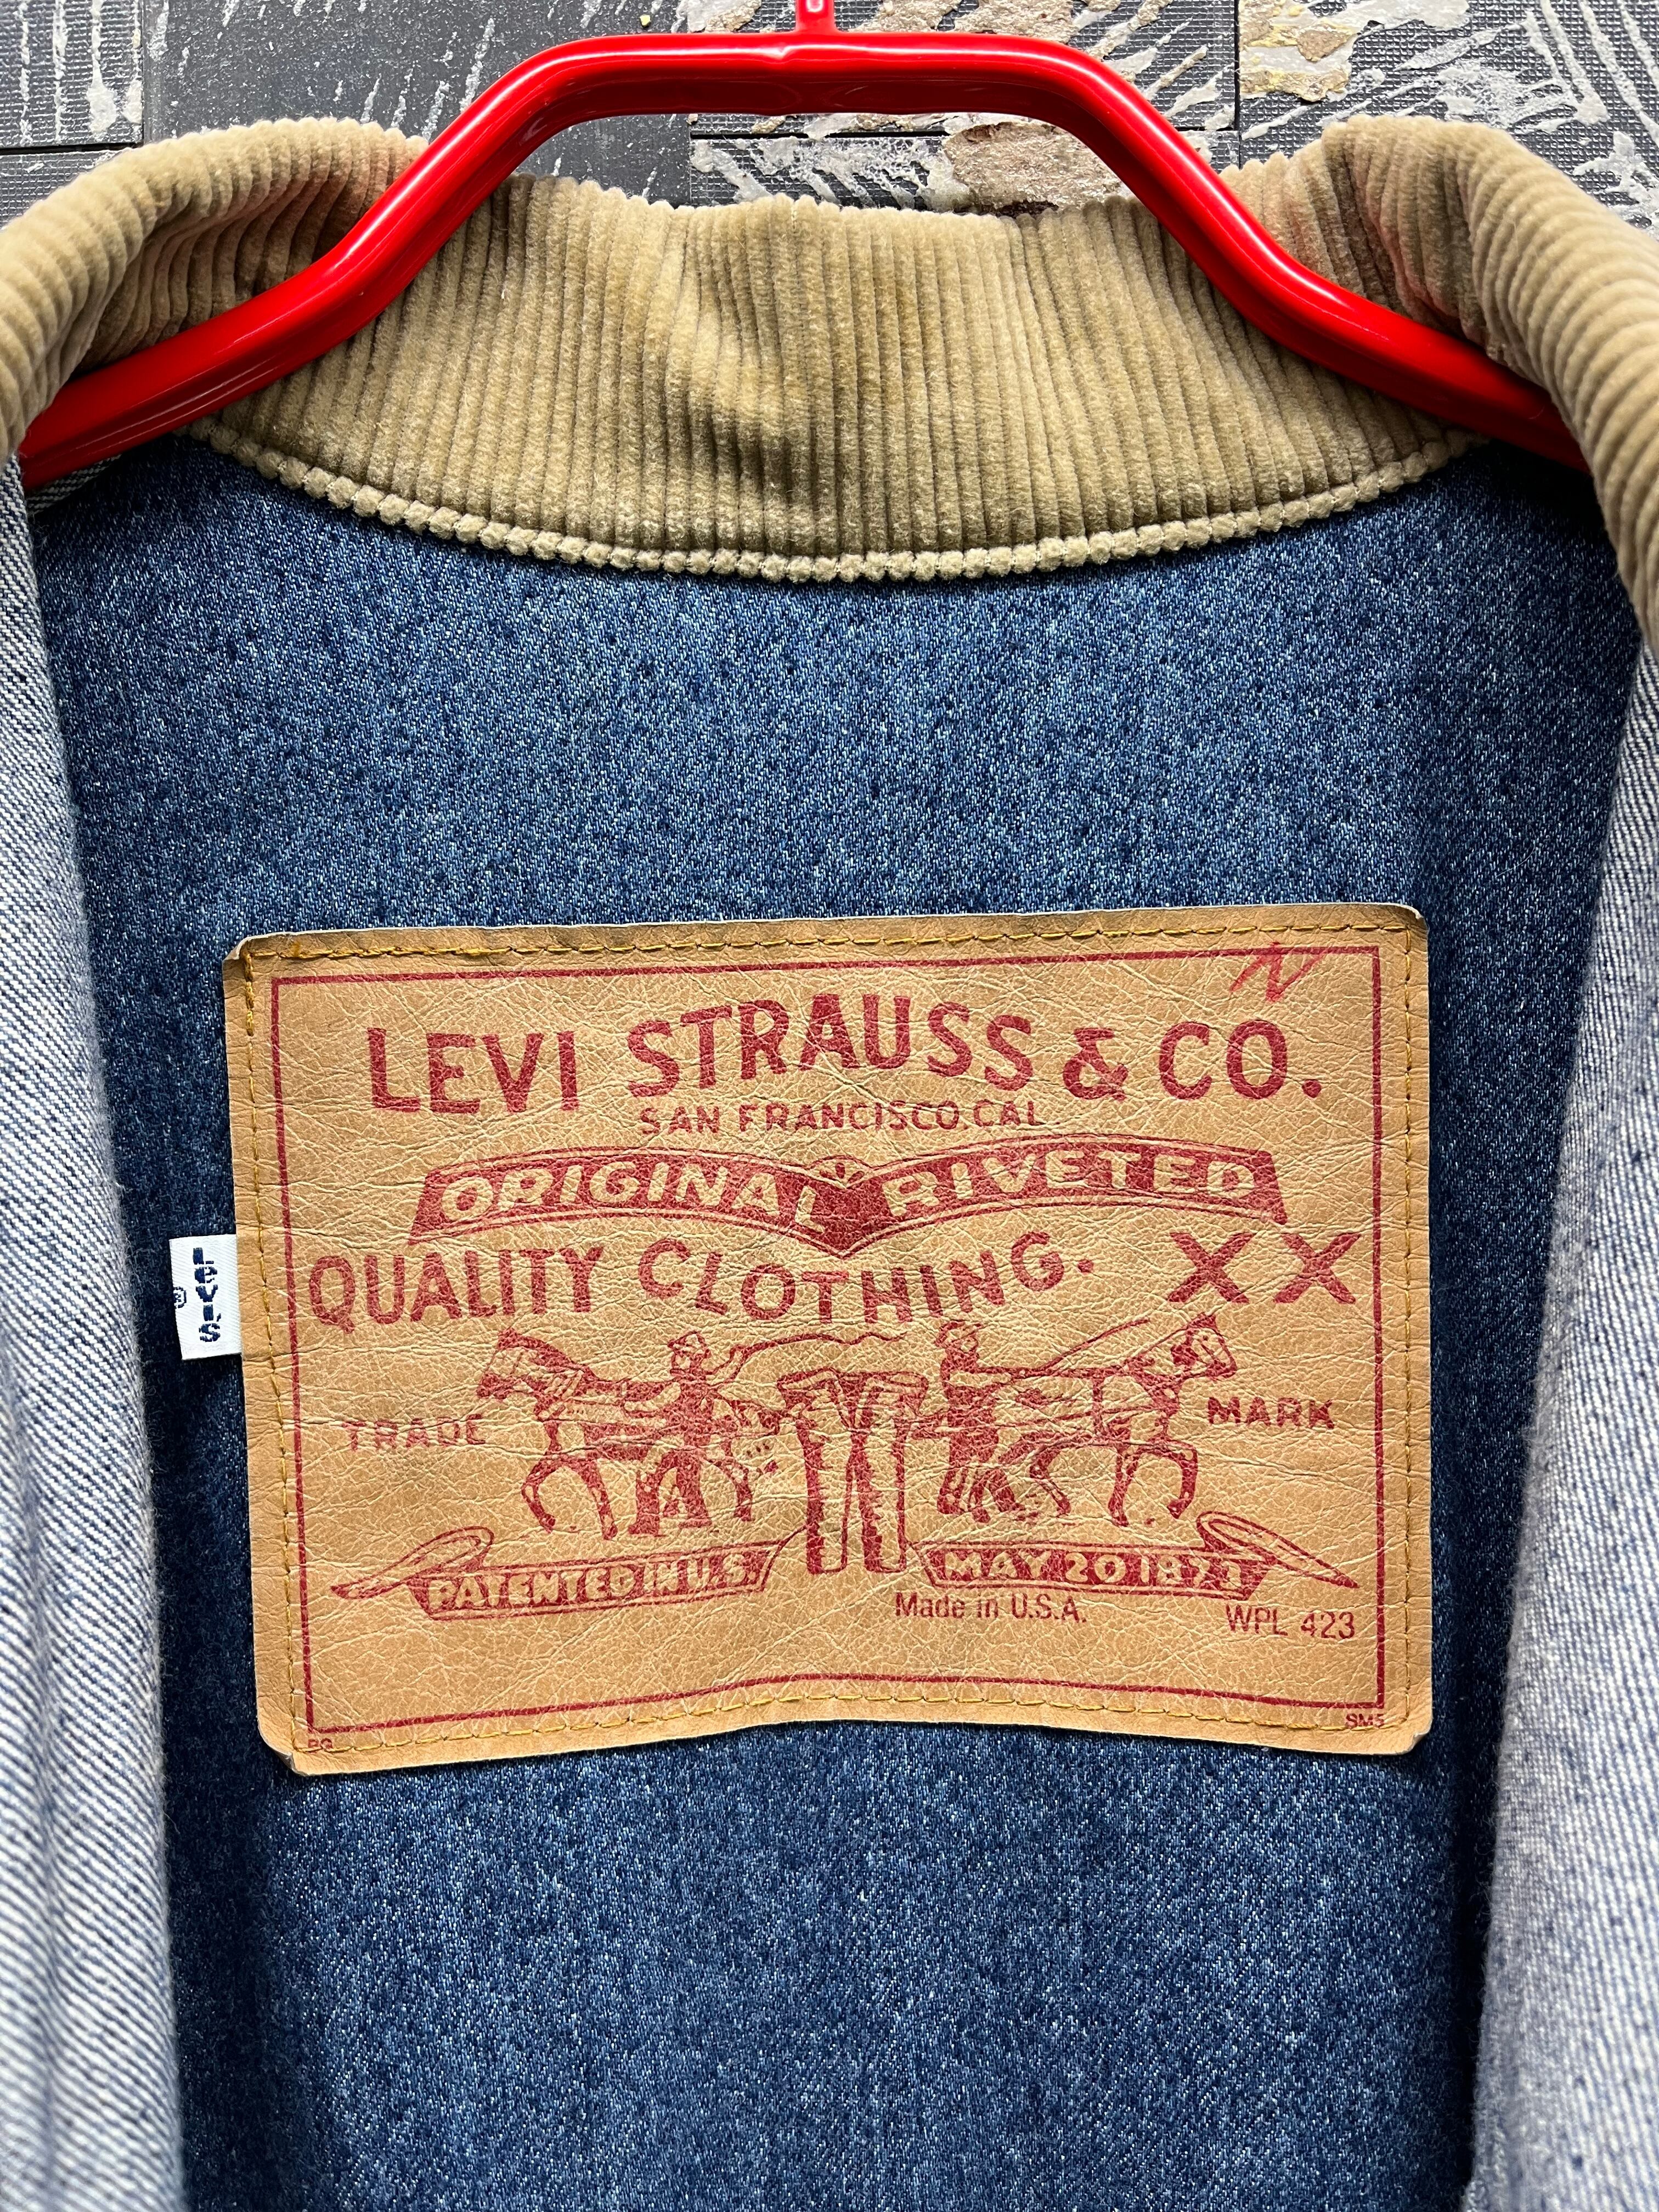 LEVI STRAUSS & CO.
SAN FRANCISCO CAL
ORIGINAL RIVETED
QUALITY CLOTHING. XX
LEVI'S
®
TRADE MARK
PATENTED IN U.S. MAY 20 1873
Made in U.S.A.
WPL 423
SM5